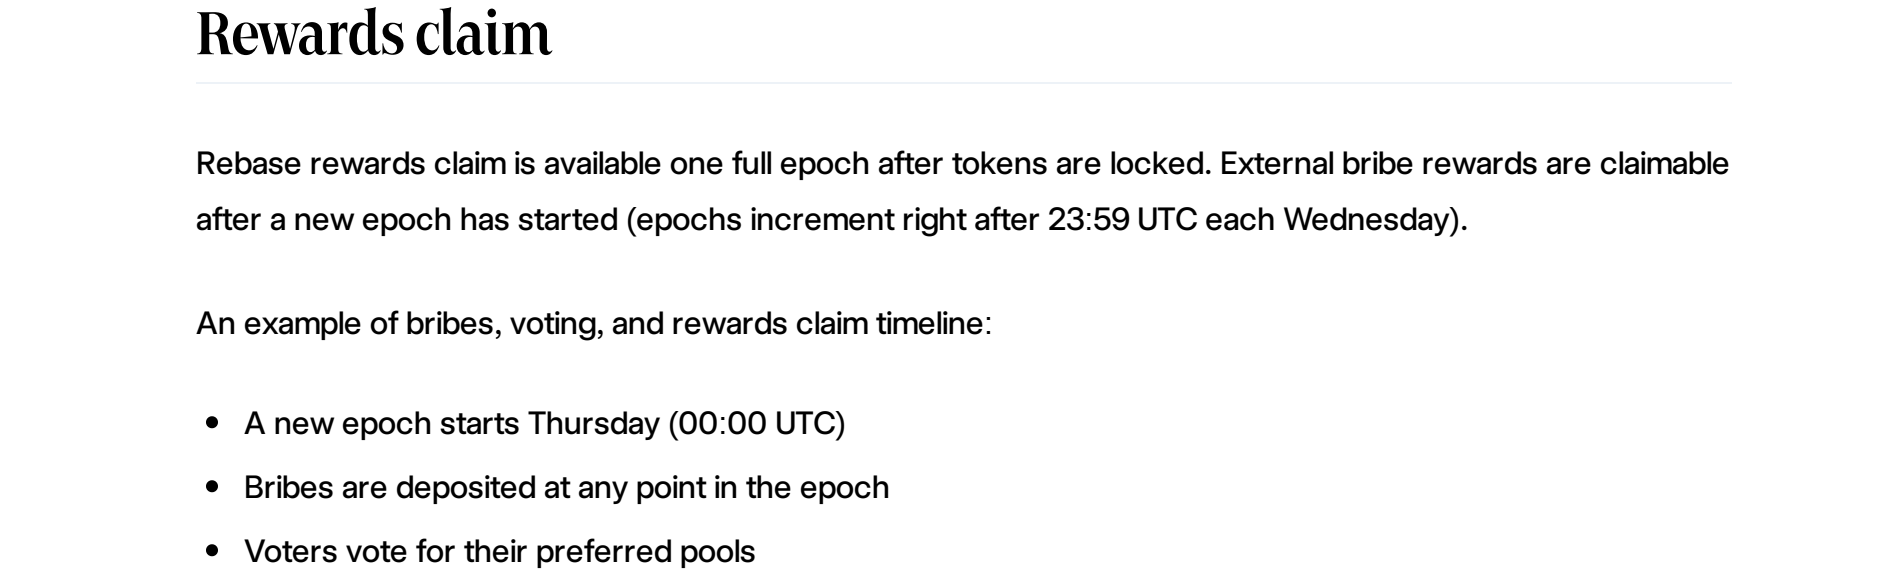 Rewards claim
Rebase rewards claim is available one full epoch after tokens are locked. External bribe rewards are claimable
after a new epoch has started (epochs increment right after 23:59 UTC each Wednesday).
An example of bribes, voting, and rewards claim timeline:
• A new epoch starts Thursday (00:00 UTC)
• Bribes are deposited at any point in the epoch
• Voters vote for their preferred pools